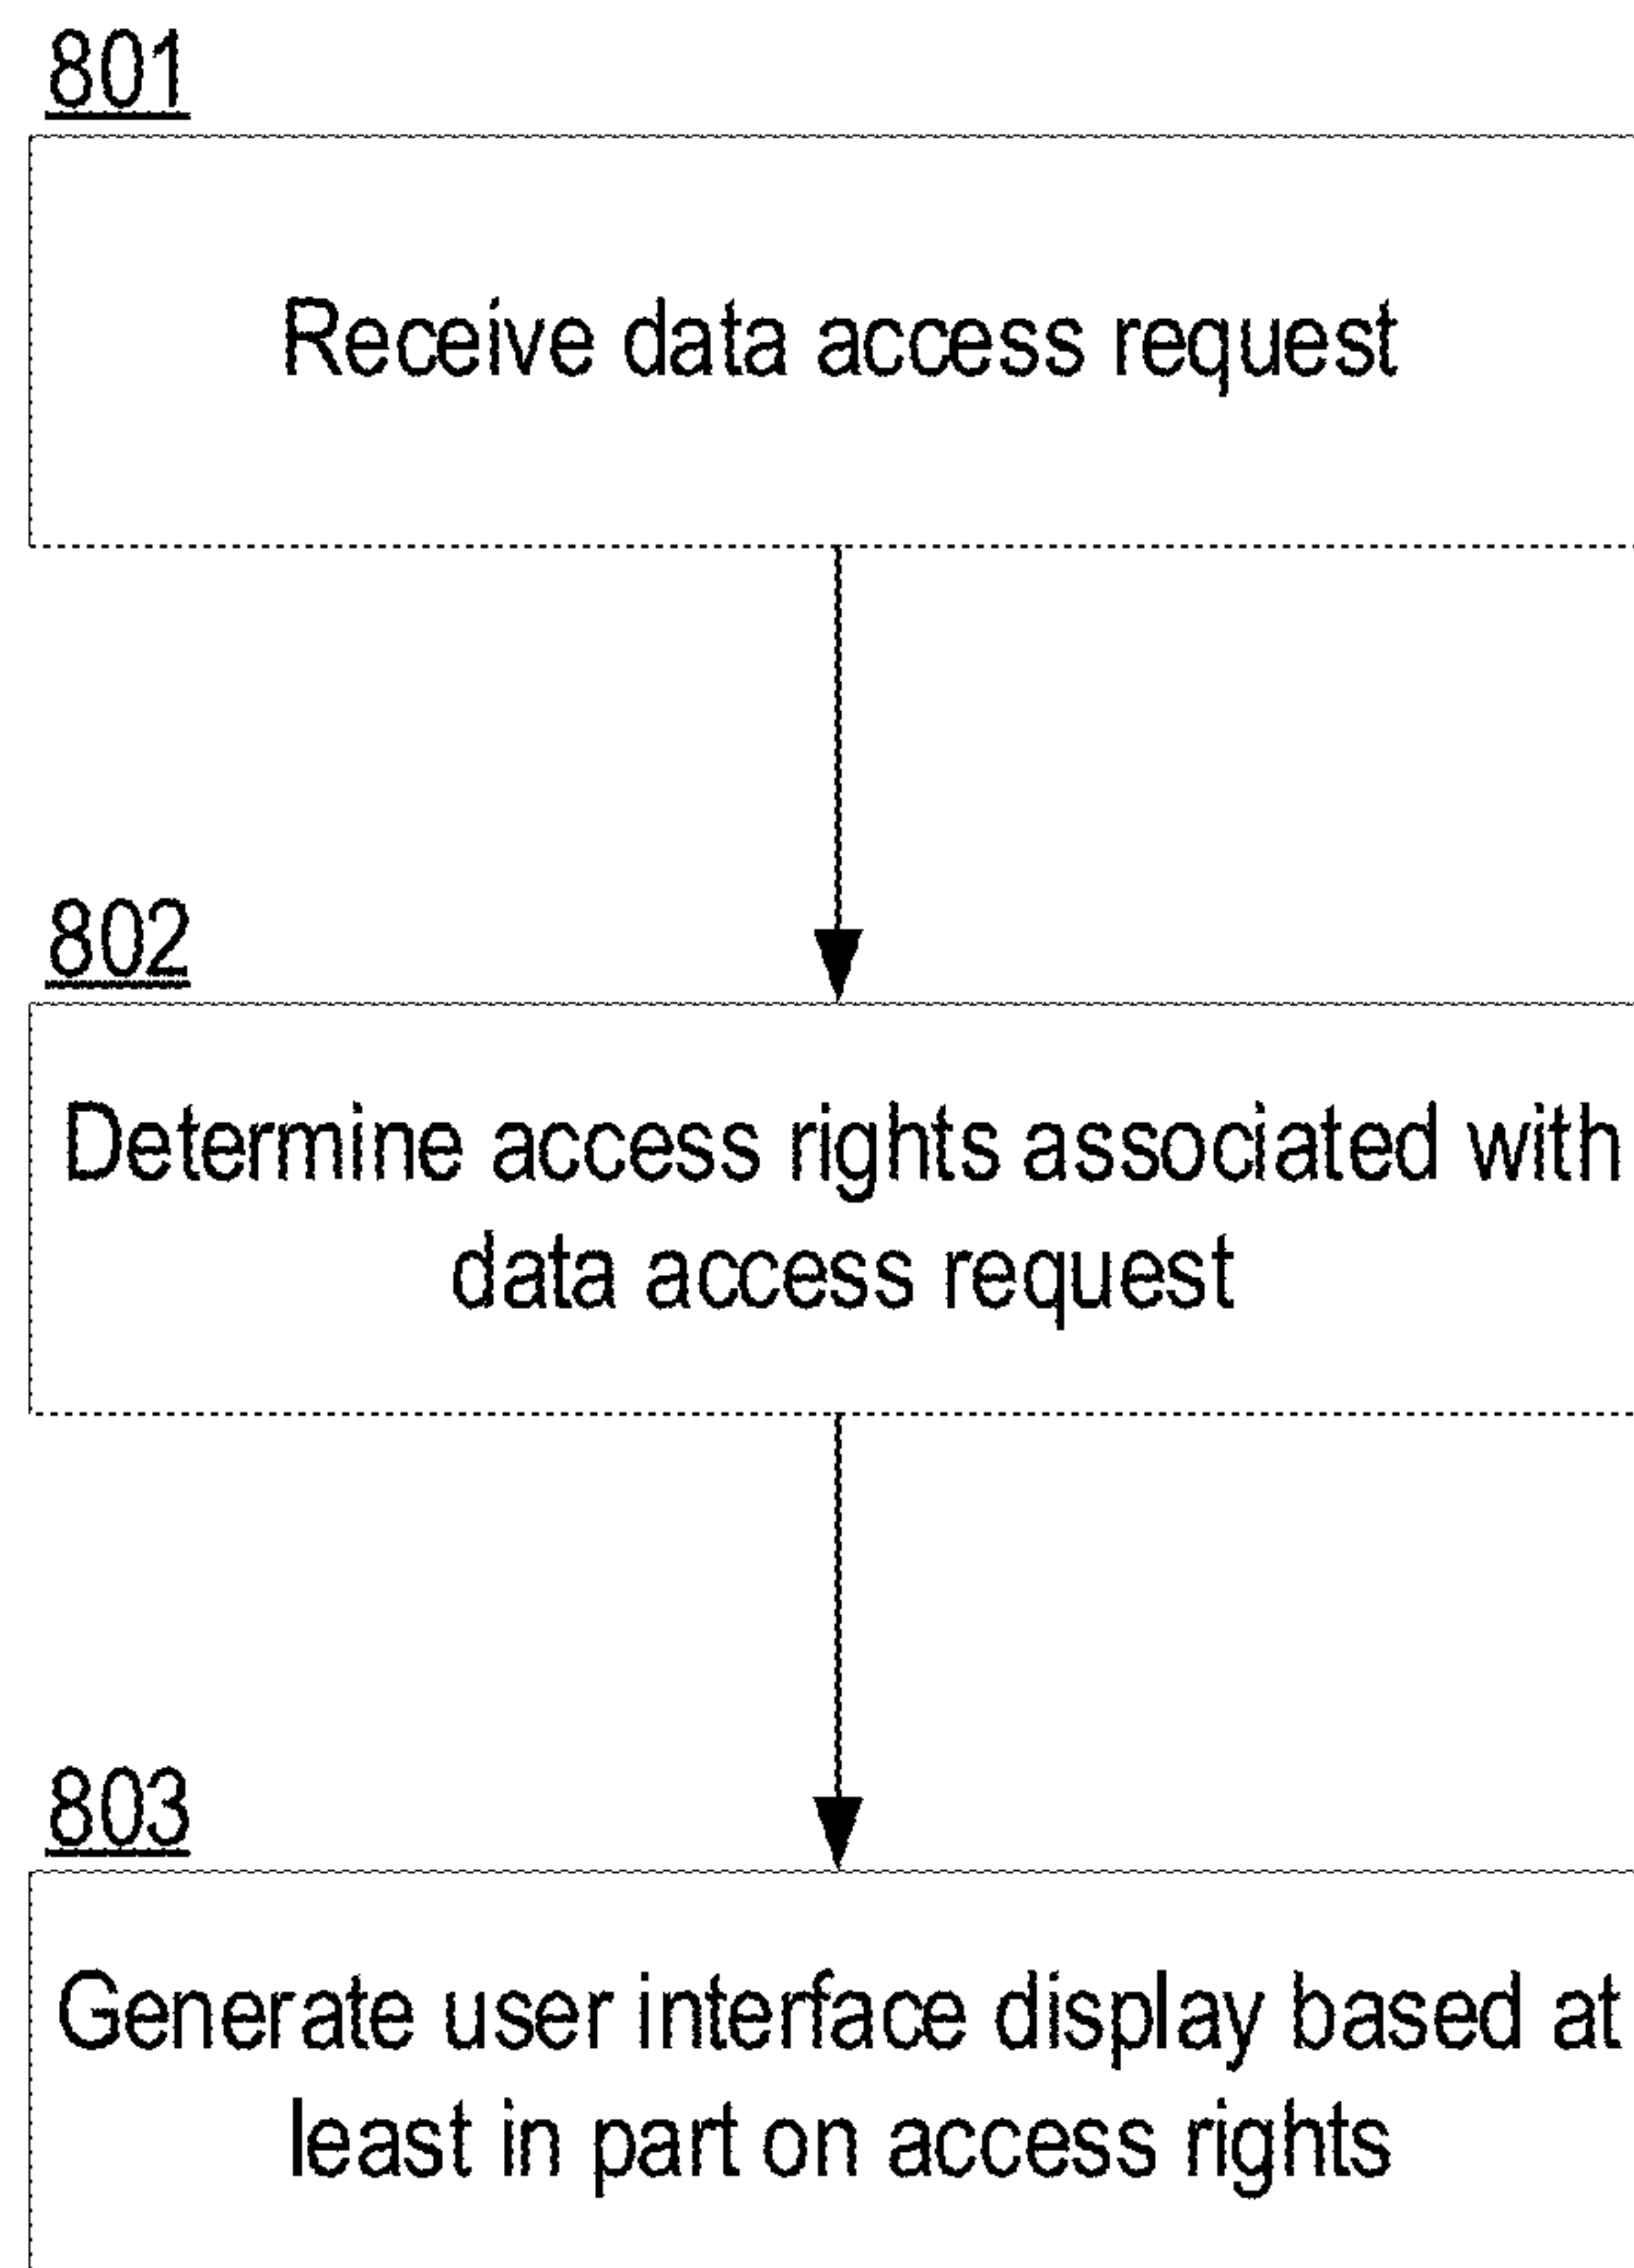 801
Receive data access request
802
Determine access rights associated with
data access request
803
Generate user interface display based at
least in part on access rights